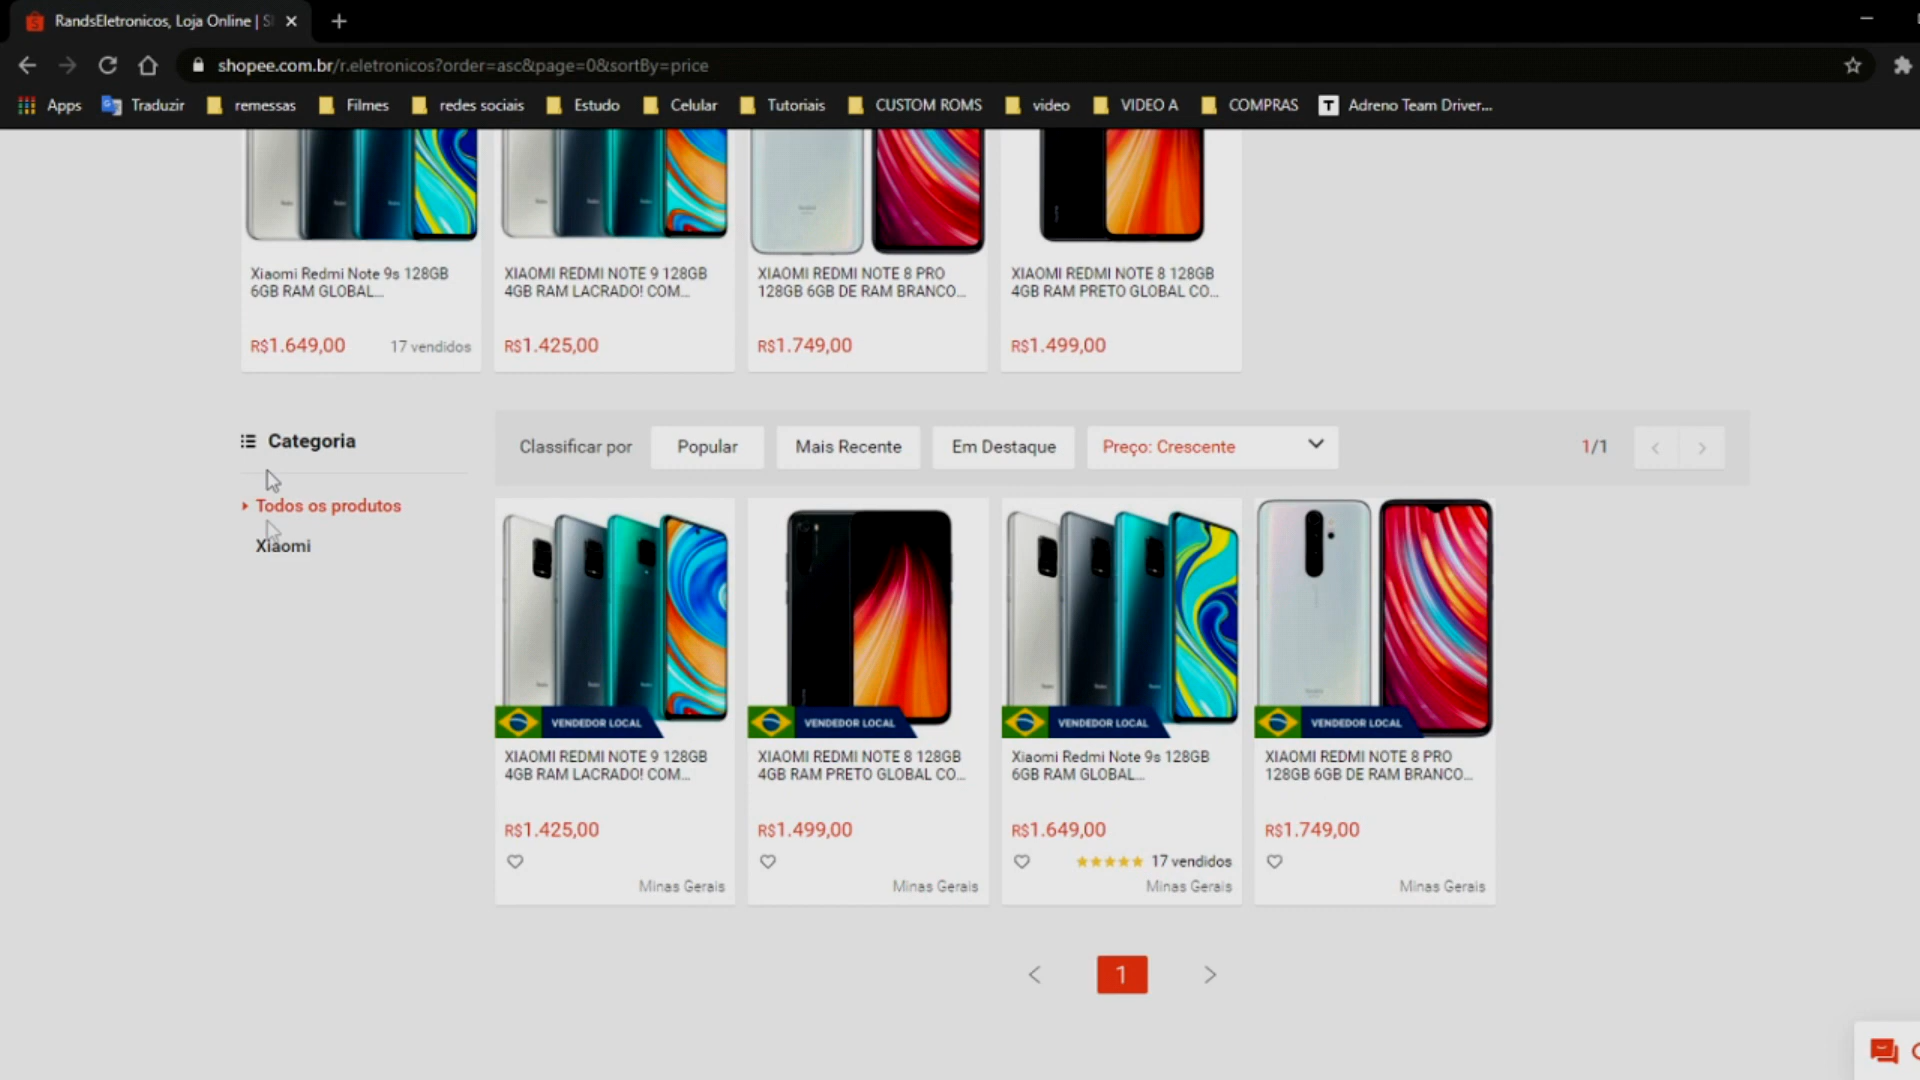 RandsEletronicos, Loja Online | S
shopee.com.br/r.eletronicos?order=asc&page=0&sortBy=price
Apps Traduzir remessas Filmes redes sociais Estudo Celular Tutoriais CUSTOM ROMS video VIDEO A COMPRAS T Adreno Team Driver...
Xiaomi Redmi Note 9s 128GB
6GB RAM GLOBAL...
R$1.649,00 17 vendidos
XIAOMI REDMI NOTE 9 128GB
4GB RAM LACRADO! COM...
R$1.425,00
XIAOMI REDMI NOTE 8 PRO
128GB 6GB DE RAM BRANCO...
R$1.749,00
XIAOMI REDMI NOTE 8 128GB
4GB RAM PRETO GLOBAL CO...
R$1.499,00
Categoria
Todos os produtos
Xiaomi
Classificar por Popular Mais Recente Em Destaque Preço: Crescente 1/1
VENDEDOR LOCAL
XIAOMI REDMI NOTE 9 128GB
4GB RAM LACRADO! COM...
R$1.425,00
Minas Gerais
VENDEDOR LOCAL
XIAOMI REDMI NOTE 8 128GB
4GB RAM PRETO GLOBAL CO...
R$1.499,00
Minas Gerais
VENDEDOR LOCAL
Xiaomi Redmi Note 9s 128GB
6GB RAM GLOBAL...
R$1.649,00
17 vendidos
Minas Gerais
VENDEDOR LOCAL
XIAOMI REDMI NOTE 8 PRO
128GB 6GB DE RAM BRANCO...
R$1.749,00
Minas Gerais
1